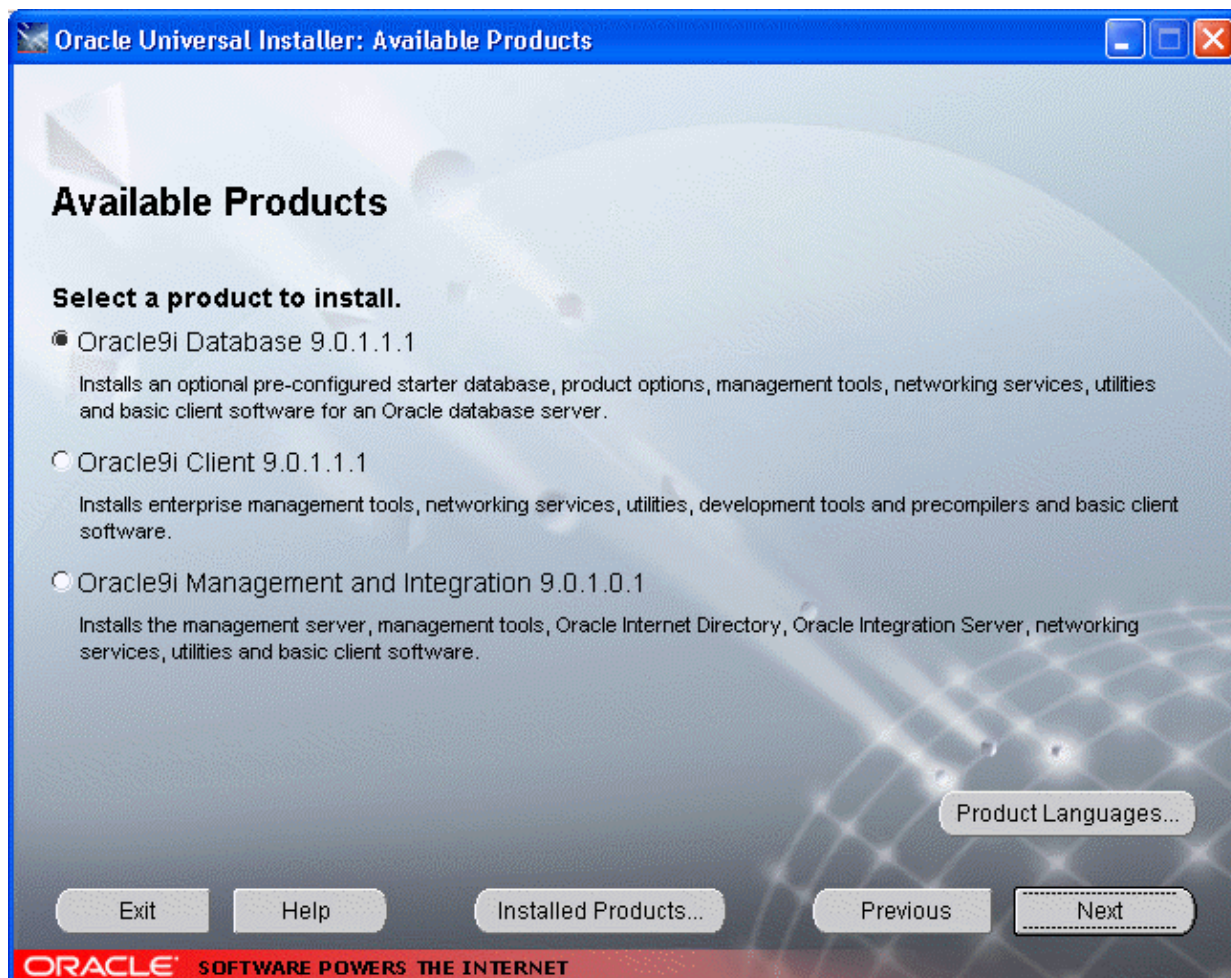 Oracle Universal Installer: Available Products
Available Products
Select a product to install.
Oracle9i Database 9.0.1.1.1
Installs an optional pre-configured starter database, product options, management tools, networking services, utilities
and basic client software for an Oracle database server.
Oracle9i Client 9.0.1.1.1
Installs enterprise management tools, networking services, utilities, development tools and precompilers and basic client
software.
Oracle9i Management and Integration 9.0.1.0.1
Installs the management server, management tools, Oracle Internet Directory, Oracle Integration Server, networking
services, utilities and basic client software.
Product Languages...
Exit Help Installed Products... Previous Next
ORACLE® SOFTWARE POWERS THE INTERNET